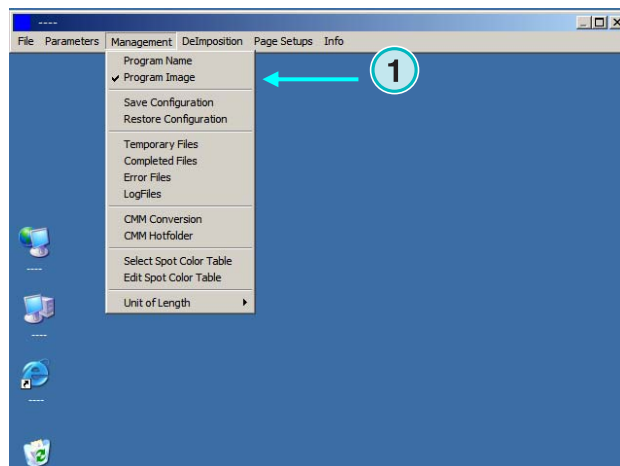 ----
File Parameters Management DeImposition Page Setups Info
Program Name
Program Image
1
Save Configuration
Restore Configuration
Temporary Files
Completed Files
Error Files
LogFiles
CMM Conversion
CMM Hotfolder
Select Spot Color Table
Edit Spot Color Table
Unit of Length
----
----
----